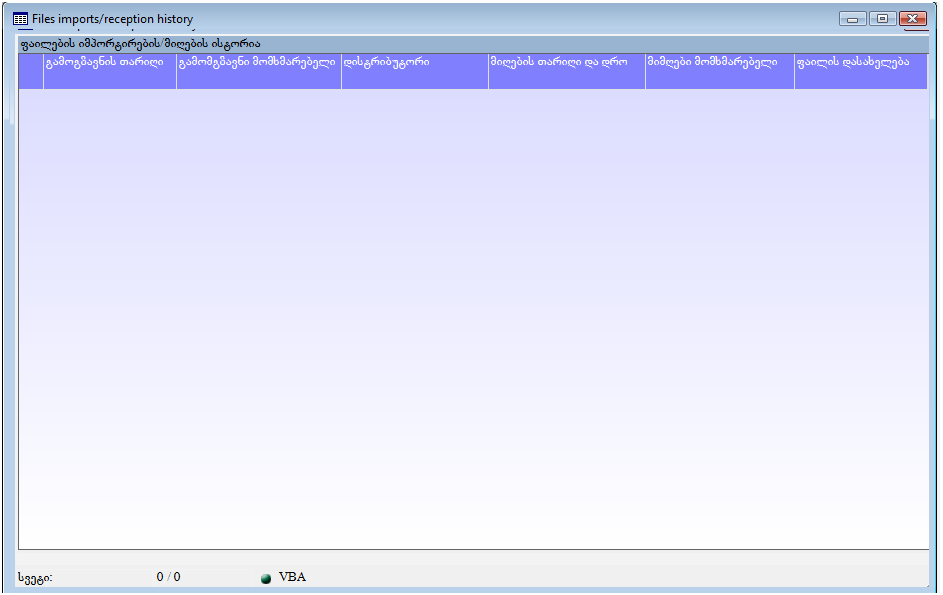 Files imports/reception history
ფაილების იმპორტირების/მიღების ისტორია
გამოგზავნის თარიღი გამომგზავნი მომხმარებელი დისტრიბუტორი მიღების თარიღი და დრო მიმღები მომხმარებელი ფაილის დასახელება
სვეტი: 0 / 0 VBA